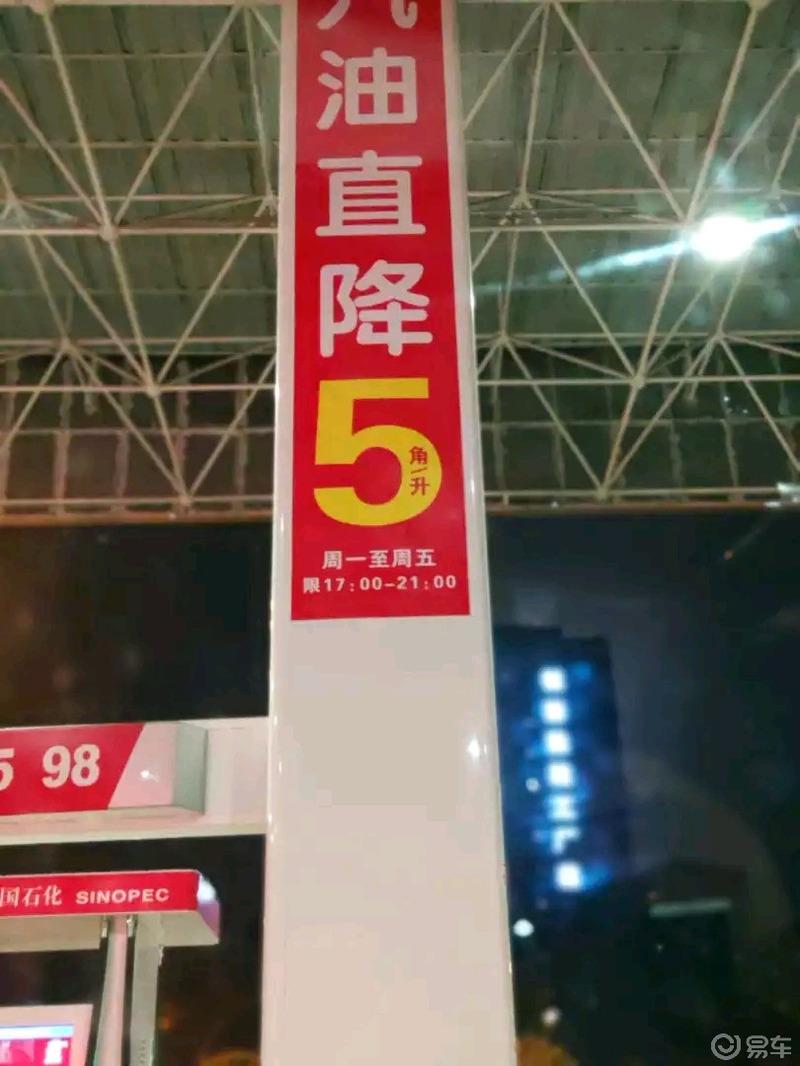 油
直
降
5
角/升
周一至周五
限17:00-21:00
5 98
国石化 SINOPEC
易车